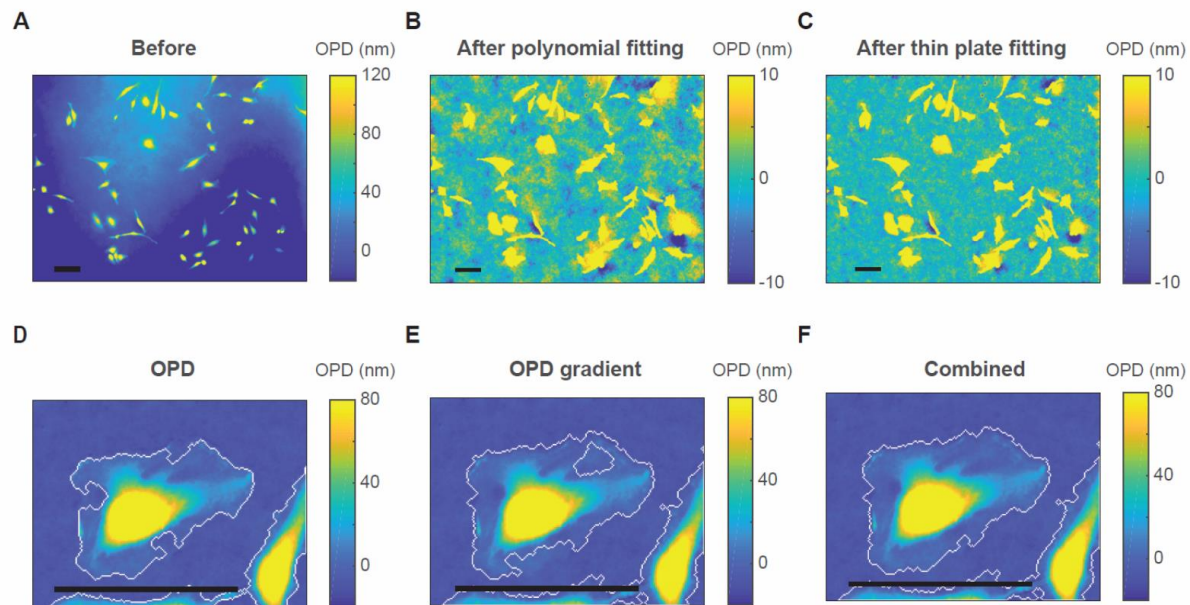 A
Before
OPD (nm)
120
80
40
0
B
After polynomial fitting
OPD (nm)
10
0
-10
C
After thin plate fitting
OPD (nm)
10
0
-10
D
OPD
OPD (nm)
80
40
0
E
OPD gradient
OPD (nm)
80
40
0
F
Combined
OPD (nm)
80
40
0